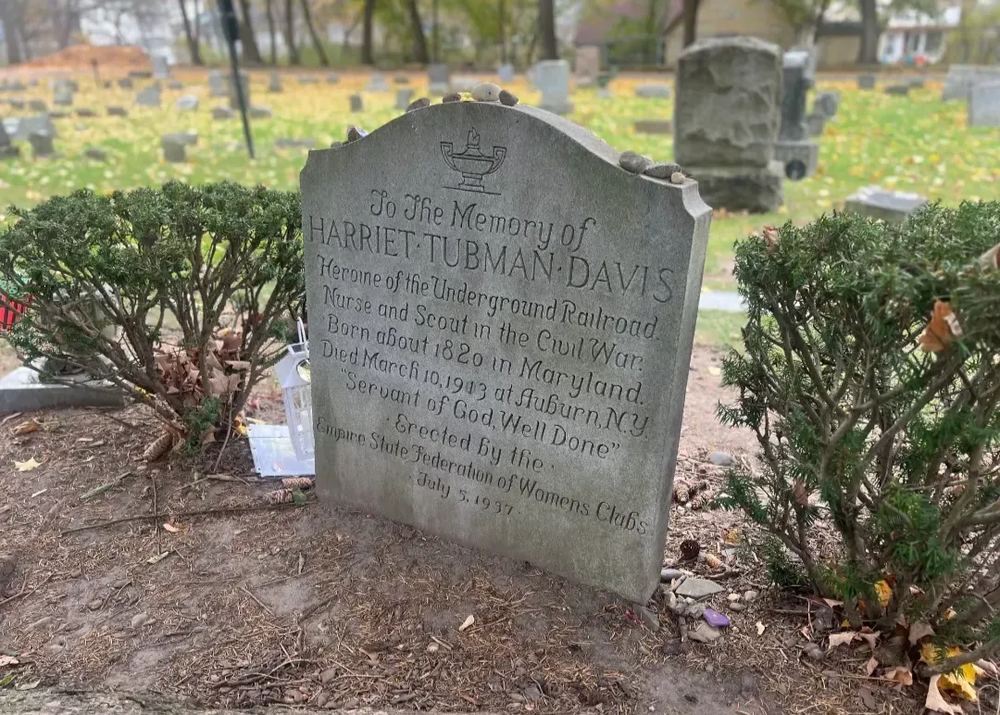 To The Memory of
HARRIET·TUBMAN·DAVIS
Heroine of the Underground Railroad.
Nurse and Scout in the Civil War.
Born about 1820 in Maryland.
Died March 10, 1913 at Auburn, N.Y.
"Servant of God, Well Done"
Erected by the
Empire State Federation of Womens Clubs
·July 5, 1937·